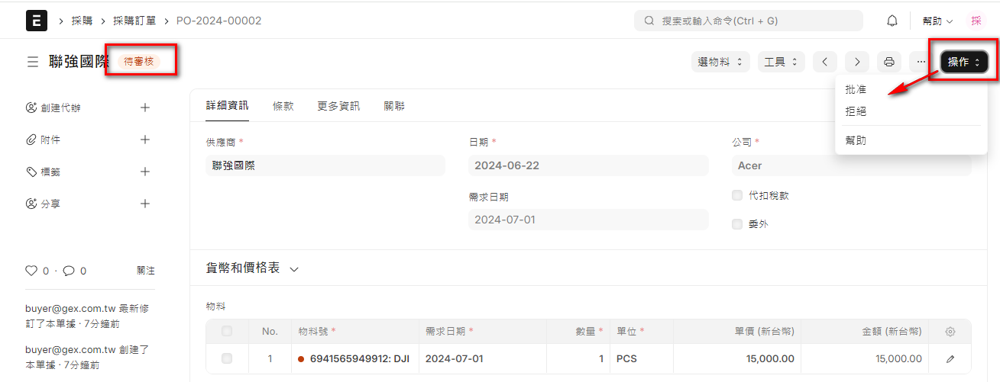 E 採購 採購訂單 PO-2024-00002 搜索或輸入命令(Ctrl + G) 幫助 採
聯強國際 待審核 選物料 工具 ... 操作
批准
拒絕
幫助
創建代辦
附件
標籤
分享
0 · 0 關注
buyer@gex.com.tw 最新修
訂了本單據 · 7分鐘前
buyer@gex.com.tw 創建了
本單據 · 7分鐘前
詳細資訊 條款 更多資訊 關聯
供應商 * 日期 * 公司 *
聯強國際 2024-06-22 Acer
需求日期 代扣稅款
2024-07-01 委外
貨幣和價格表
物料
No. 物料號 * 需求日期 * 數量 * 單位 * 單價 (新台幣) 金額 (新台幣)
1 6941565949912: DJI 2024-07-01 1 PCS 15,000.00 15,000.00